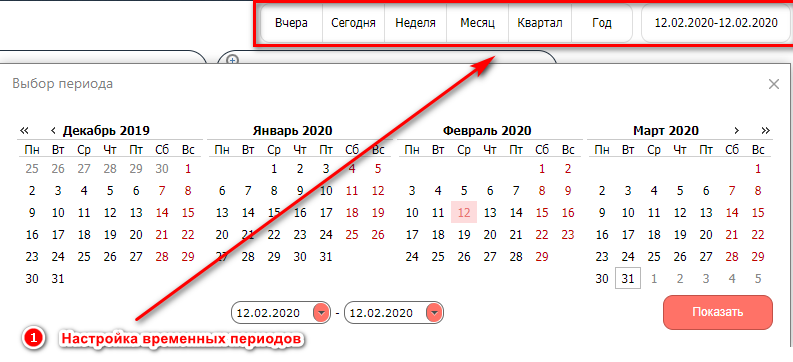 Вчера Сегодня Неделя Месяц Квартал Год 12.02.2020-12.02.2020
Выбор периода
« ‹ Декабрь 2019 Январь 2020 Февраль 2020 Март 2020 › »
Пн Вт Ср Чт Пт Сб Вс Пн Вт Ср Чт Пт Сб Вс Пн Вт Ср Чт Пт Сб Вс Пн Вт Ср Чт Пт Сб Вс
25 26 27 28 29 30 1 1 2 3 4 5 1 2 1
2 3 4 5 6 7 8 6 7 8 9 10 11 12 3 4 5 6 7 8 9 2 3 4 5 6 7 8
9 10 11 12 13 14 15 13 14 15 16 17 18 19 10 11 12 13 14 15 16 9 10 11 12 13 14 15
16 17 18 19 20 21 22 20 21 22 23 24 25 26 17 18 19 20 21 22 23 16 17 18 19 20 21 22
23 24 25 26 27 28 29 27 28 29 30 31 24 25 26 27 28 29 23 24 25 26 27 28 29
30 31 30 31 1 2 3 4 5
12.02.2020 - 12.02.2020 Показать
1 Настройка временных периодов